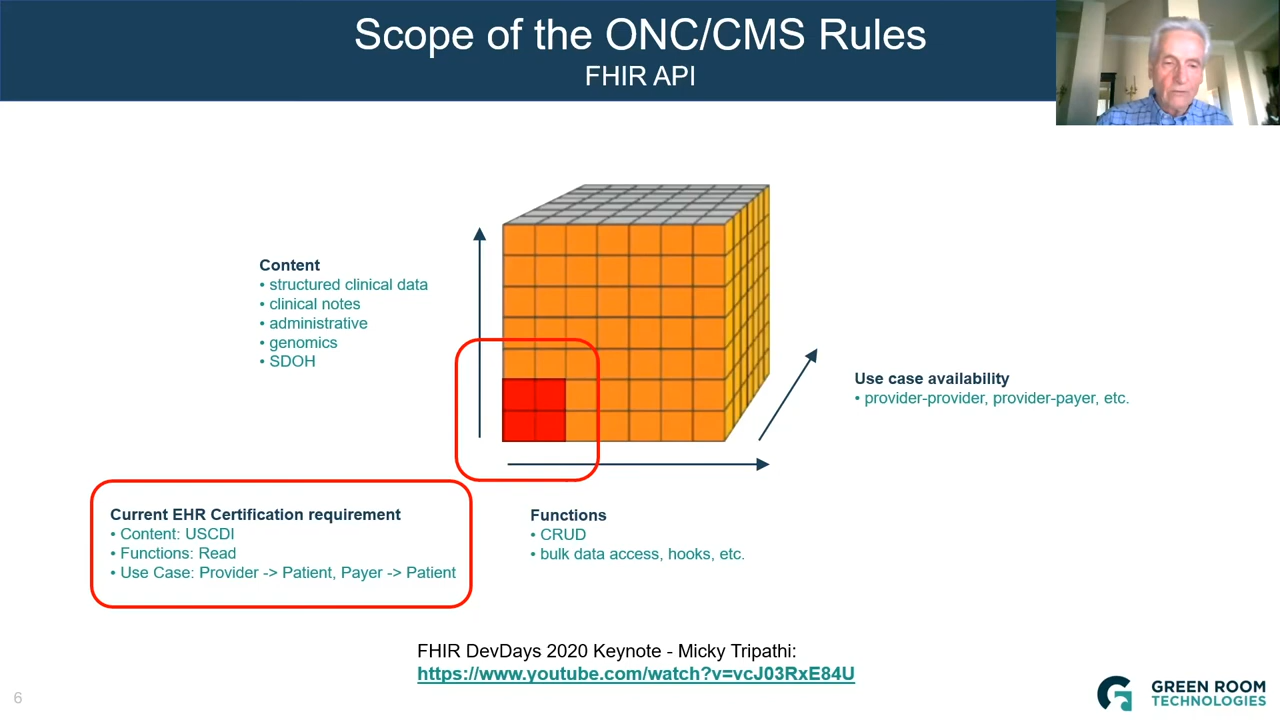 Scope of the ONC/CMS Rules
FHIR API
Content
• structured clinical data
• clinical notes
• administrative
• genomics
• SDOH
Use case availability
• provider-provider, provider-payer, etc.
Current EHR Certification requirement
• Content: USCDI
• Functions: Read
• Use Case: Provider -> Patient, Payer -> Patient
Functions
• CRUD
• bulk data access, hooks, etc.
FHIR DevDays 2020 Keynote - Micky Tripathi:
https://www.youtube.com/watch?v=vcJ03RxE84U
6
GREEN ROOM
TECHNOLOGIES